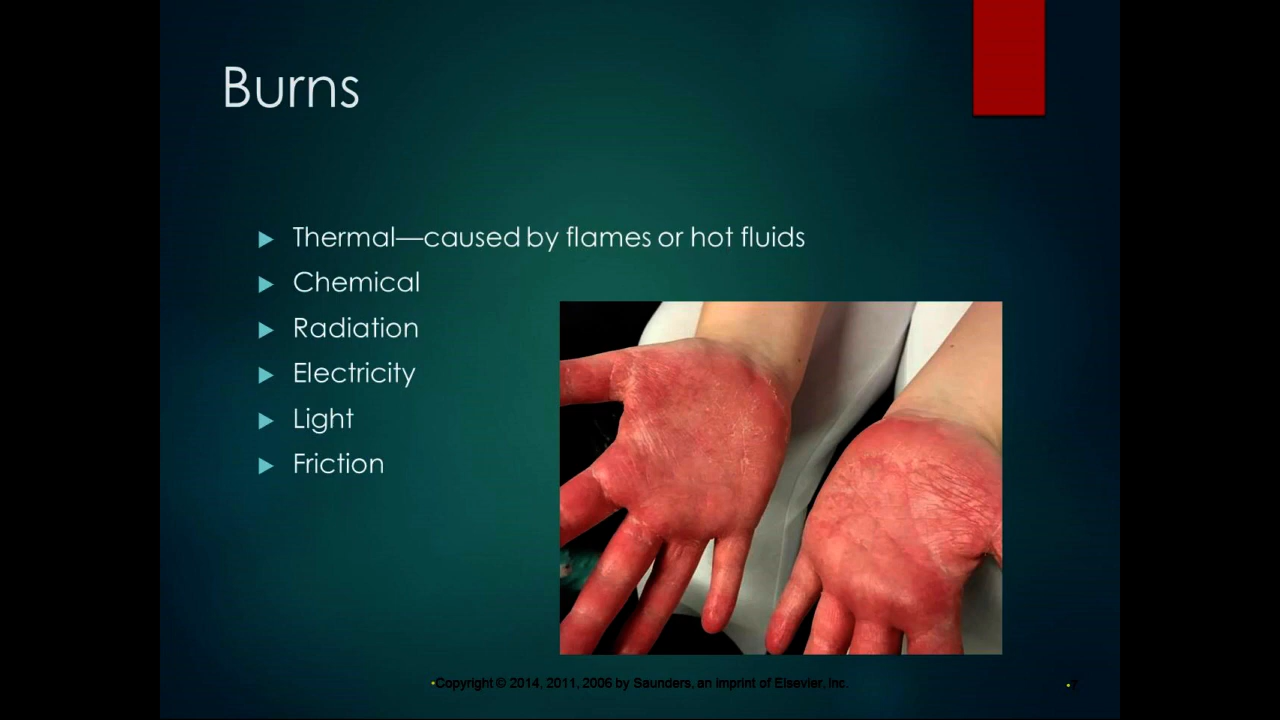 Burns
Thermal—caused by flames or hot fluids
Chemical
Radiation
Electricity
Light
Friction
•Copyright © 2014, 2011, 2006 by Saunders, an imprint of Elsevier, Inc.